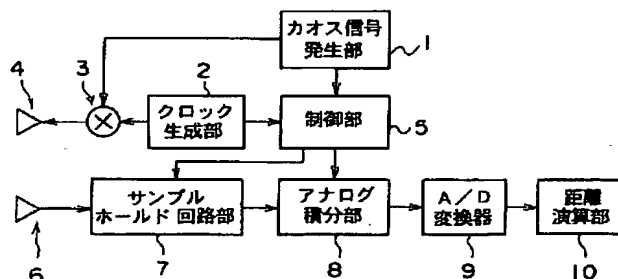 カオス信号
発生部
1
4
3
2
クロック
生成部
制御部
5
サンプル
ホールド回路部
アナログ
積分部
A/D
変換器
距離
演算部
6
7
8
9
10